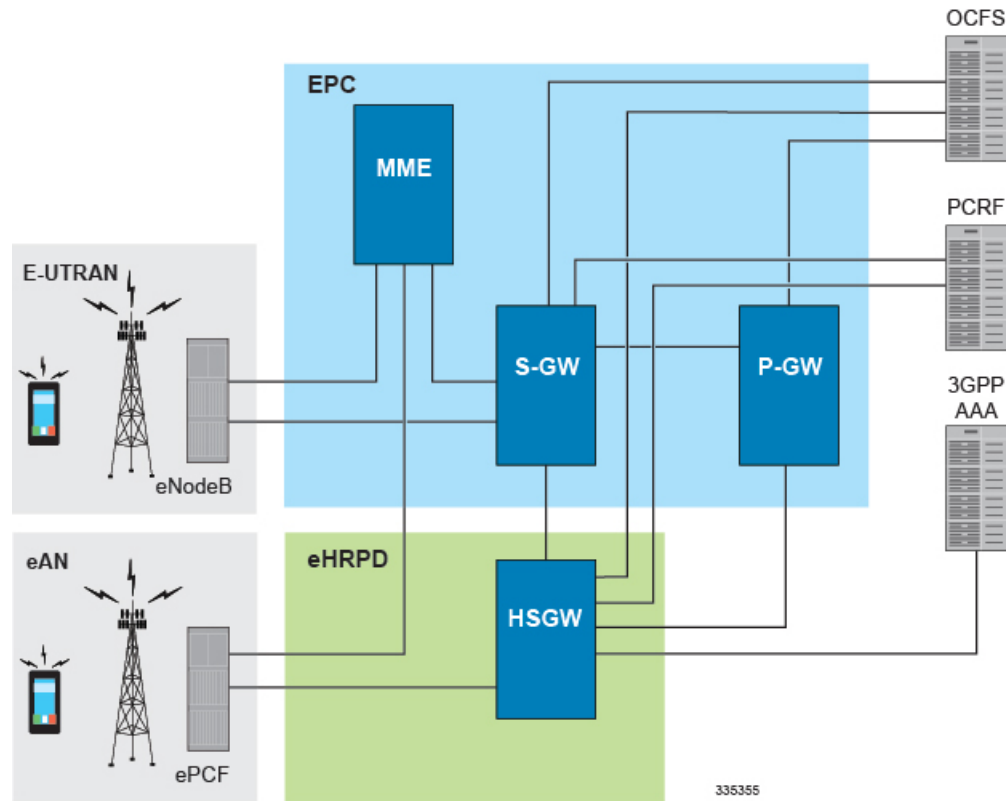 OCFS
EPC
MME
PCRF
E-UTRAN
S-GW
P-GW
3GPP
AAA
eNodeB
eAN
eHRPD
HSGW
ePCF
335355